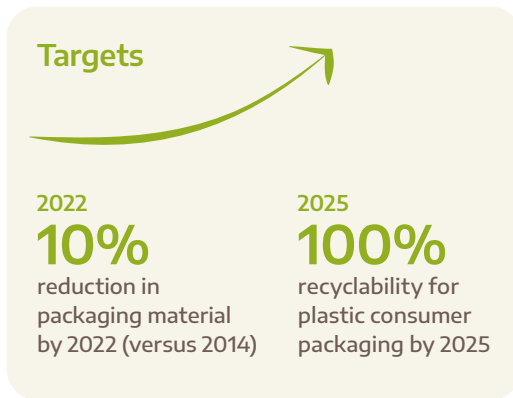 Targets
2022
10%
reduction in
packaging material
by 2022 (versus 2014)
2025
100%
recyclability for
plastic consumer
packaging by 2025